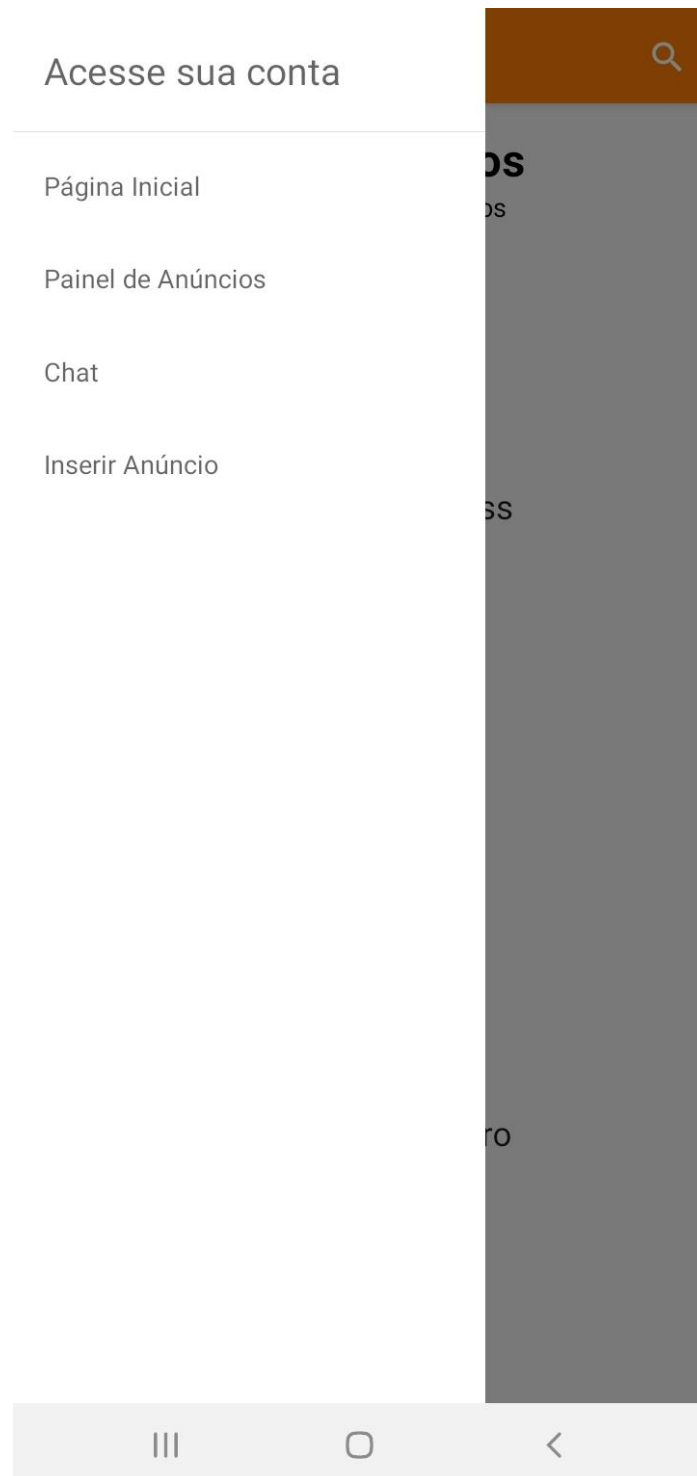 Acesse sua conta
Página Inicial
Painel de Anúncios
Chat
Inserir Anúncio